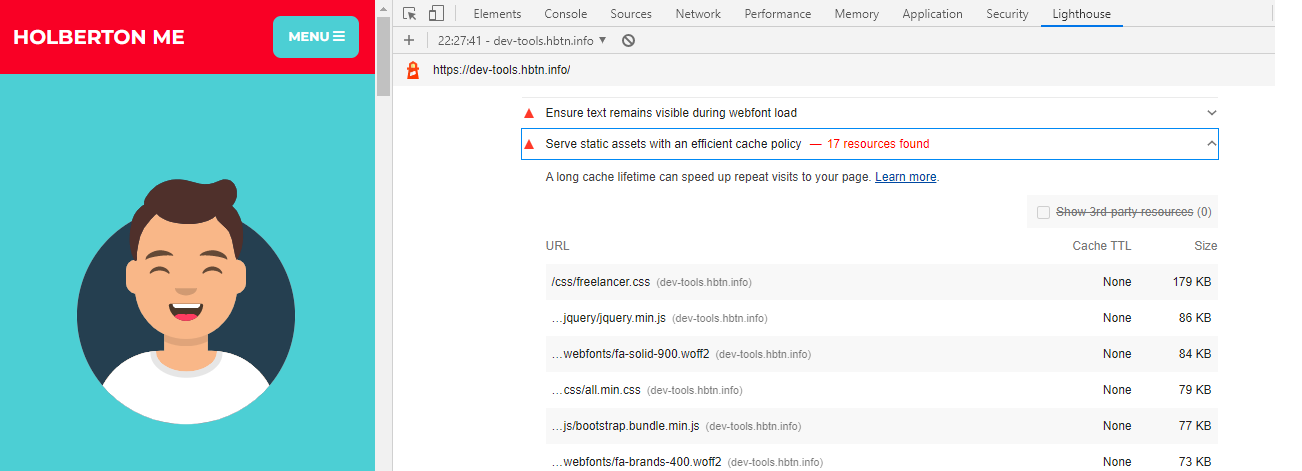 HOLBERTON ME
MENU
Elements Console Sources Network Performance Memory Application Security Lighthouse
22:27:41 - dev-tools.hbtn.info
https://dev-tools.hbtn.info/
Ensure text remains visible during webfont load
Serve static assets with an efficient cache policy — 17 resources found
A long cache lifetime can speed up repeat visits to your page. Learn more.
Show 3rd-party resources (0)
URL Cache TTL Size
/css/freelancer.css (dev-tools.hbtn.info) None 179 KB
…jquery/jquery.min.js (dev-tools.hbtn.info) None 86 KB
…webfonts/fa-solid-900.woff2 (dev-tools.hbtn.info) None 84 KB
…css/all.min.css (dev-tools.hbtn.info) None 79 KB
…js/bootstrap.bundle.min.js (dev-tools.hbtn.info) None 77 KB
…webfonts/fa-brands-400.woff2 (dev-tools.hbtn.info) None 73 KB